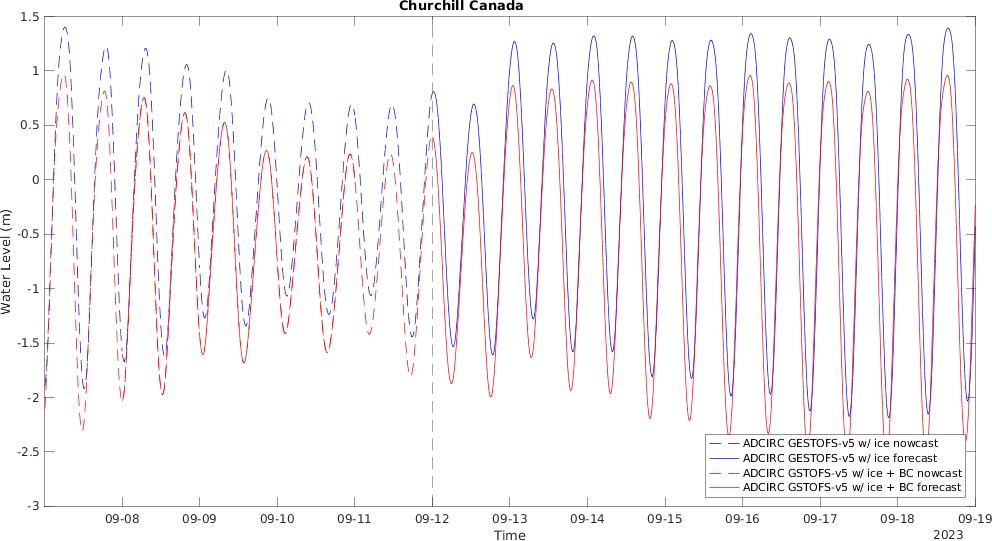 Churchill Canada
1.5
1
0.5
0
-0.5
-1
-1.5
-2
-2.5
-3
Water Level (m)
ADCIRC GESTOFS-v5 w/ ice nowcast
ADCIRC GESTOFS-v5 w/ ice forecast
ADCIRC GSTOFS-v5 w/ ice + BC nowcast
ADCIRC GSTOFS-v5 w/ ice + BC forecast
09-08 09-09 09-10 09-11 09-12 09-13 09-14 09-15 09-16 09-17 09-18 09-19
Time
2023